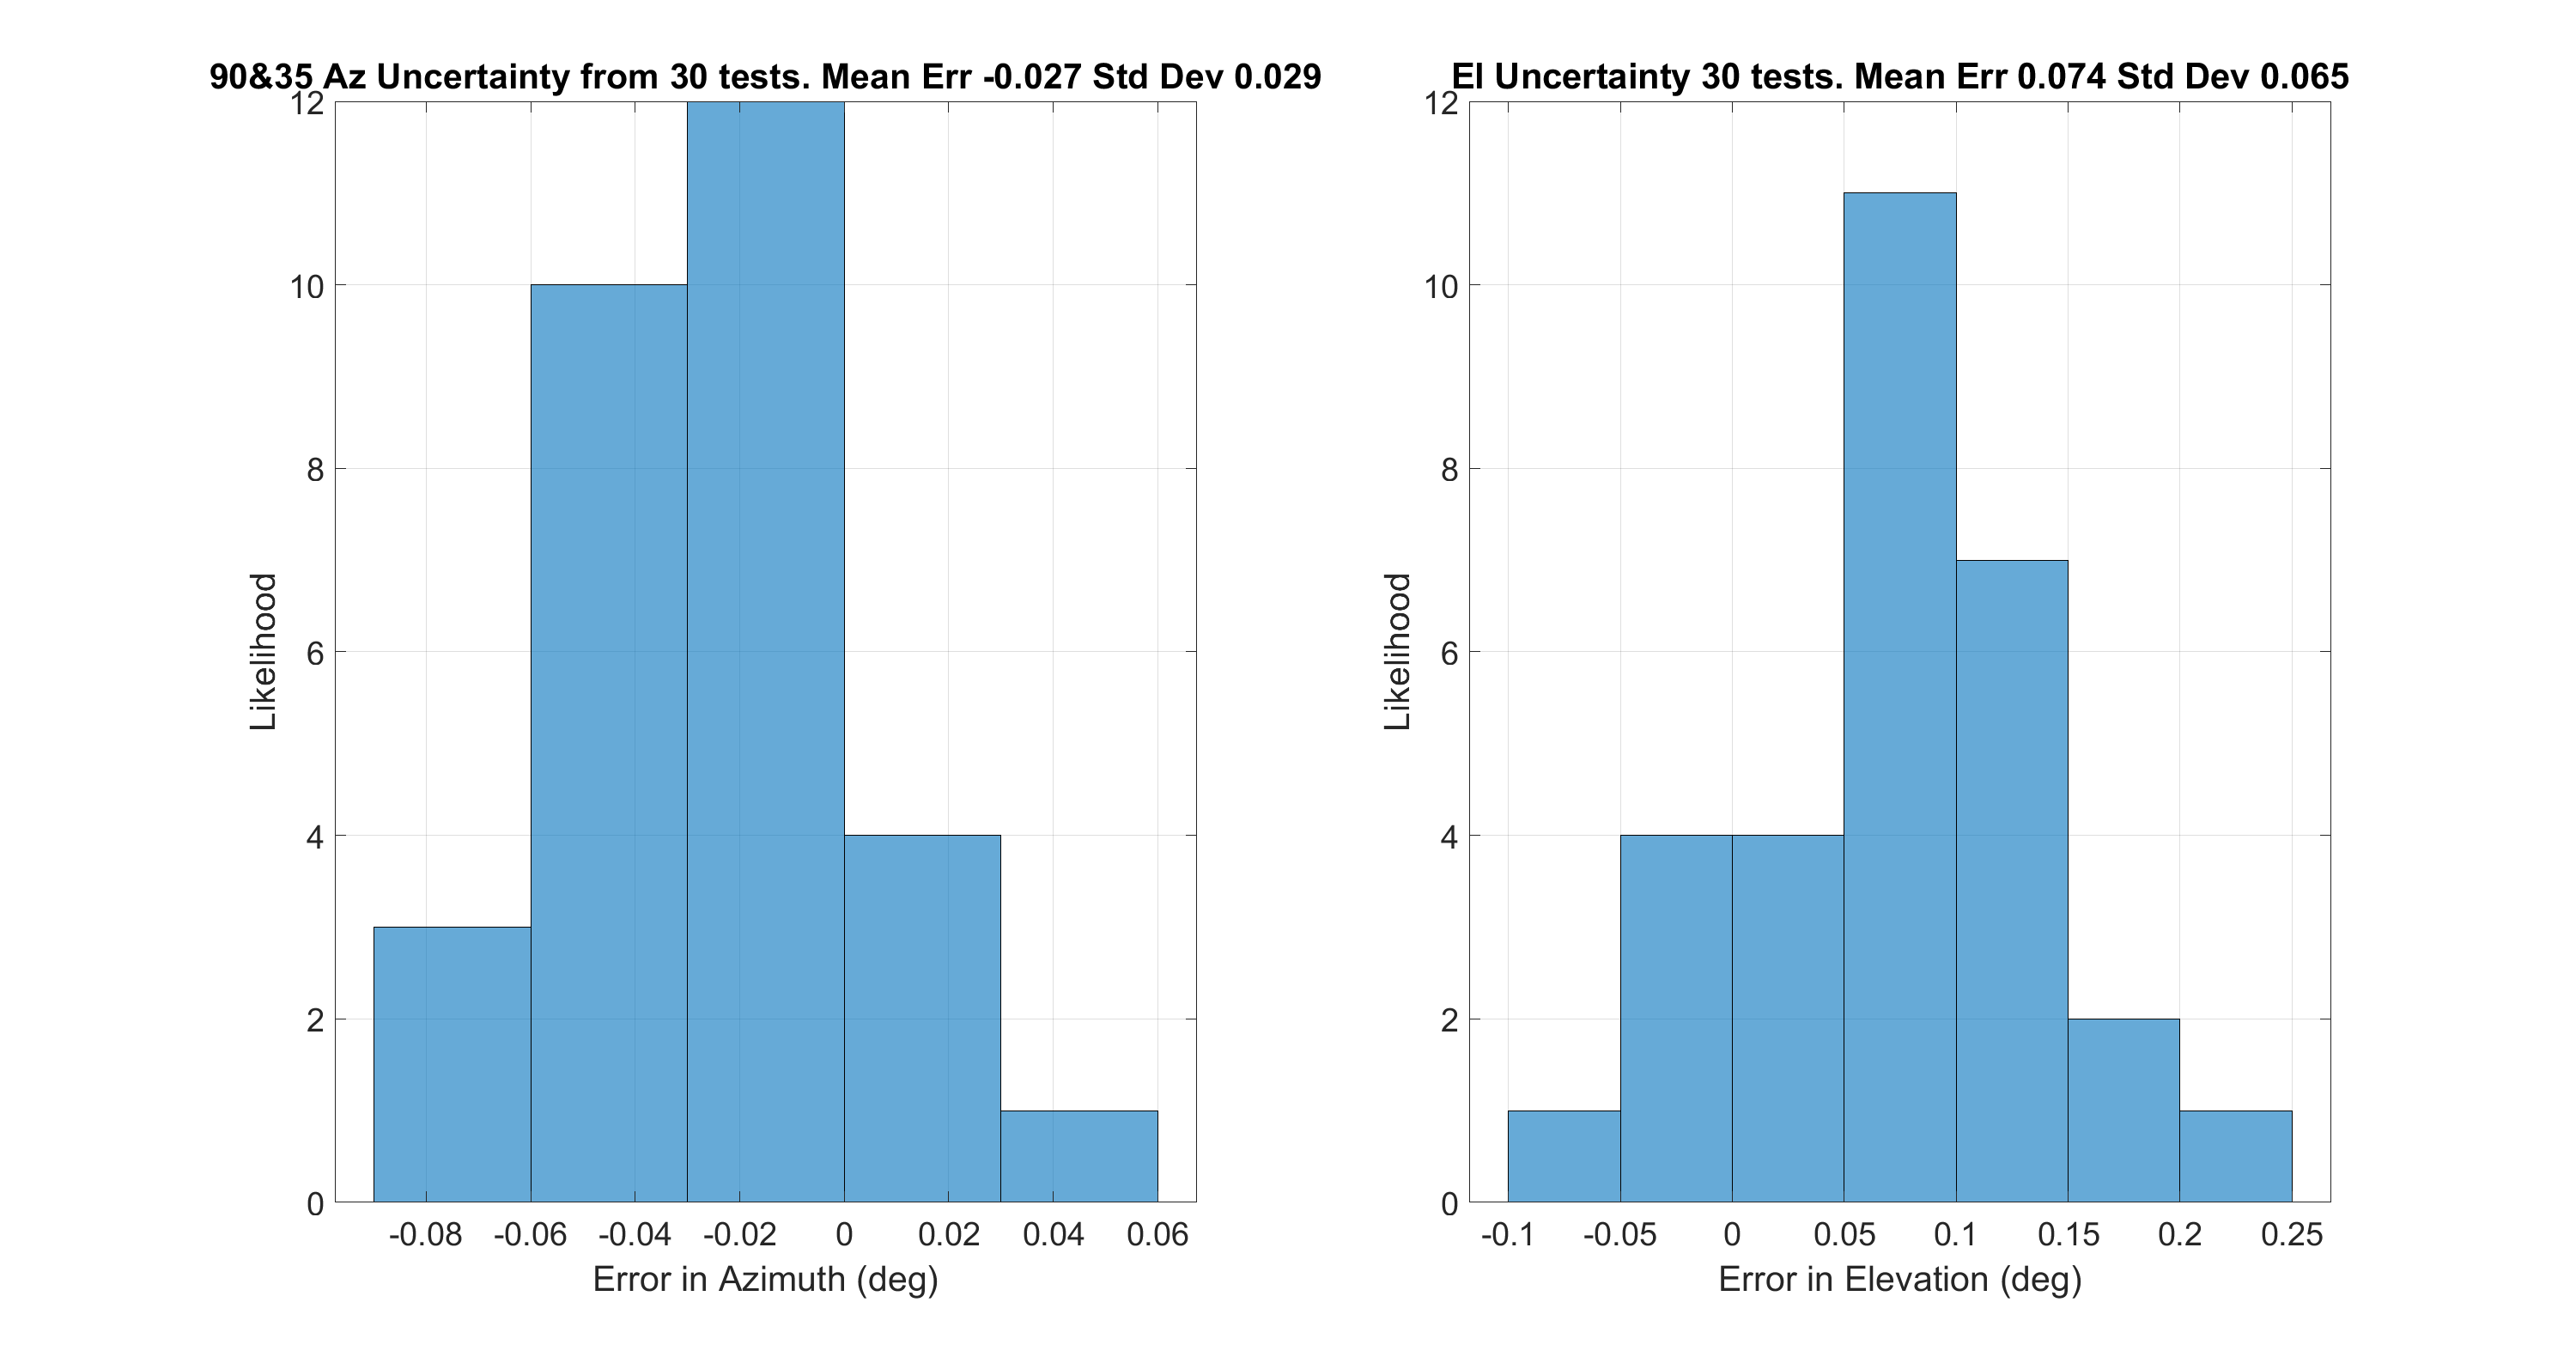 90&35 Az Uncertainty from 30 tests. Mean Err -0.027 Std Dev 0.029
12
10
8
6
4
2
0
Likelihood
-0.08 -0.06 -0.04 -0.02 0 0.02 0.04 0.06
Error in Azimuth (deg)
El Uncertainty 30 tests. Mean Err 0.074 Std Dev 0.065
12
10
8
6
4
2
0
Likelihood
-0.1 -0.05 0 0.05 0.1 0.15 0.2 0.25
Error in Elevation (deg)